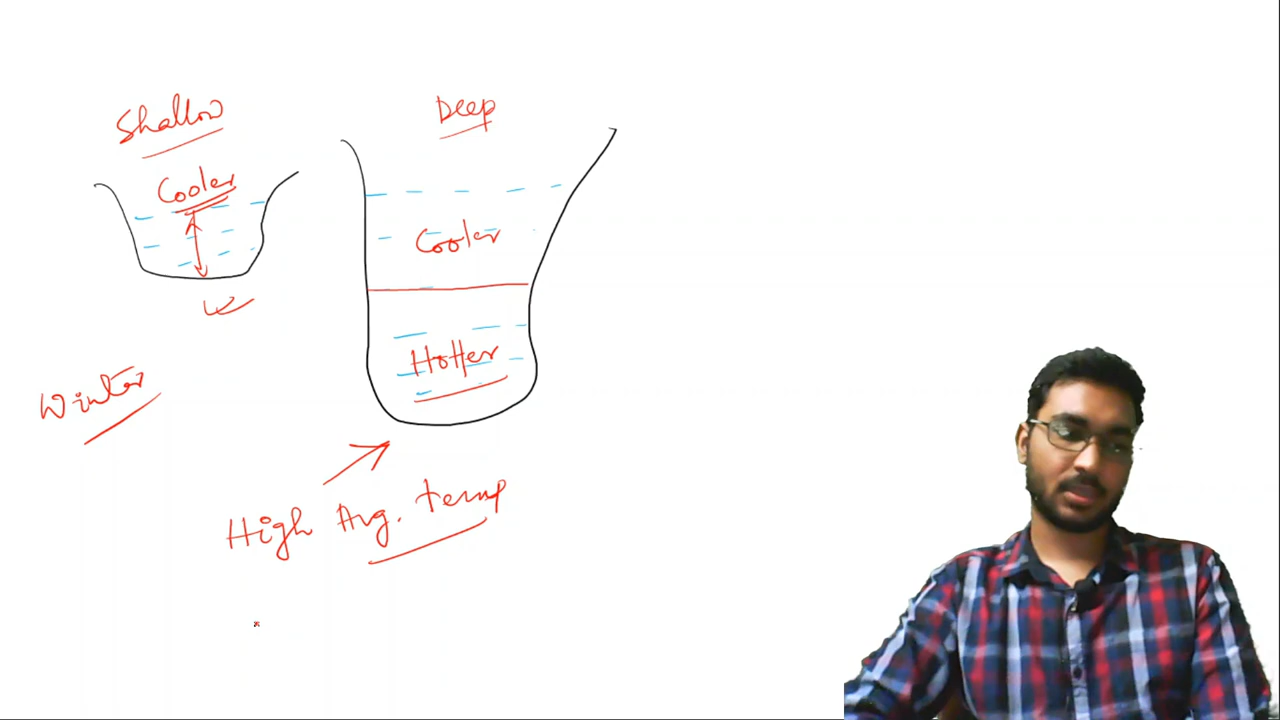 Shallow
Deep
Cooler
Cooler
Hotter
Winter
High Avg. temp